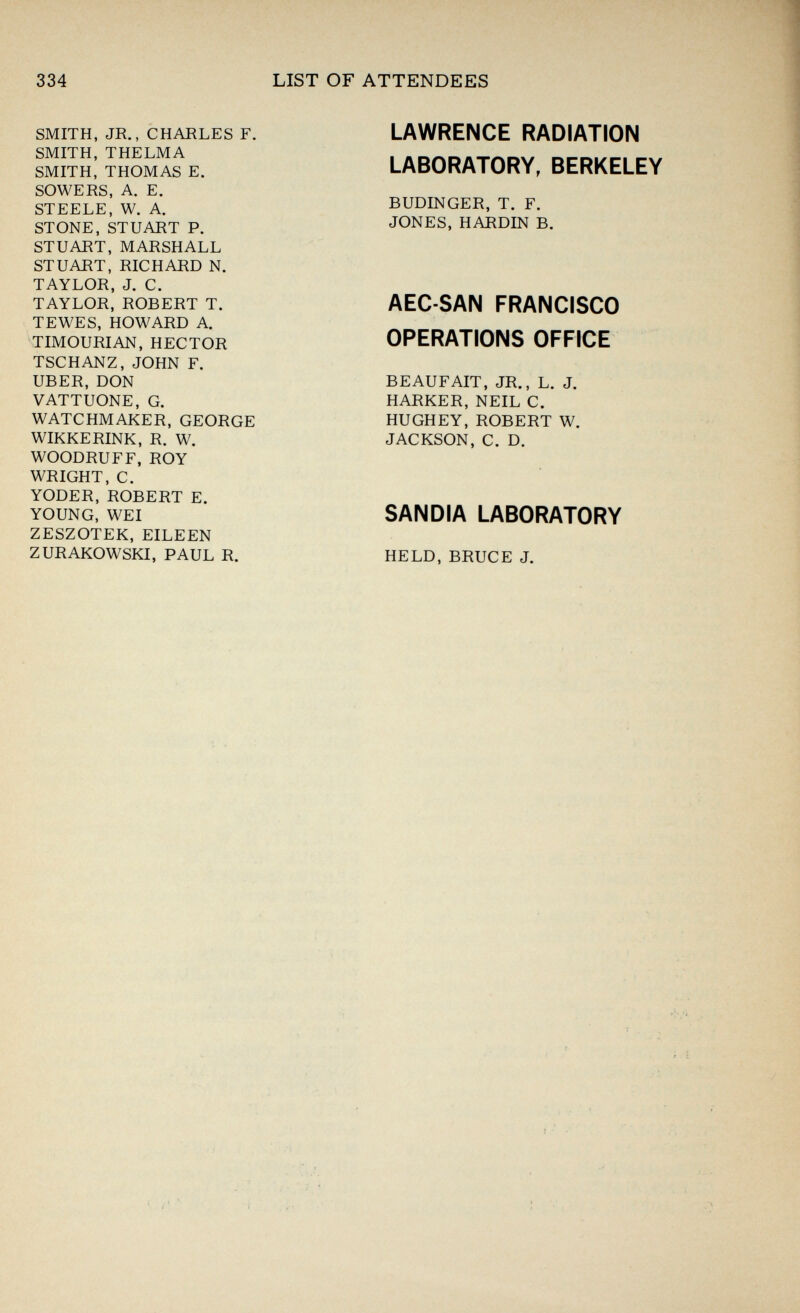 334 LIST OF ATTENDEES
SMITH, JR., CHARLES F.
SMITH, THELMA
SMITH, THOMAS E.
SOWERS, A. E.
STEELE, W. A.
STONE, STUART P.
STUART, MARSHALL
STUART, RICHARD N.
TAYLOR, J. C.
TAYLOR, ROBERT T.
TEWES, HOWARD A.
TIMOURIAN, HECTOR
TSCHANZ, JOHN F.
UBER, DON
VATTUONE, G.
WATCHMAKER, GEORGE
WIKKERINK, R. W.
WOODRUFF, ROY
WRIGHT, C.
YODER, ROBERT E.
YOUNG, WEI
ZESZOTEK, EILEEN
ZURAKOWSKI, PAUL R.
LAWRENCE RADIATION
LABORATORY, BERKELEY
BUDINGER, T. F.
JONES, HARDIN B.
AEC-SAN FRANCISCO
OPERATIONS OFFICE
BEAUFAIT, JR., L. J.
HARKER, NEIL C.
HUGHEY, ROBERT W.
JACKSON, C. D.
SANDIA LABORATORY
HELD, BRUCE J.